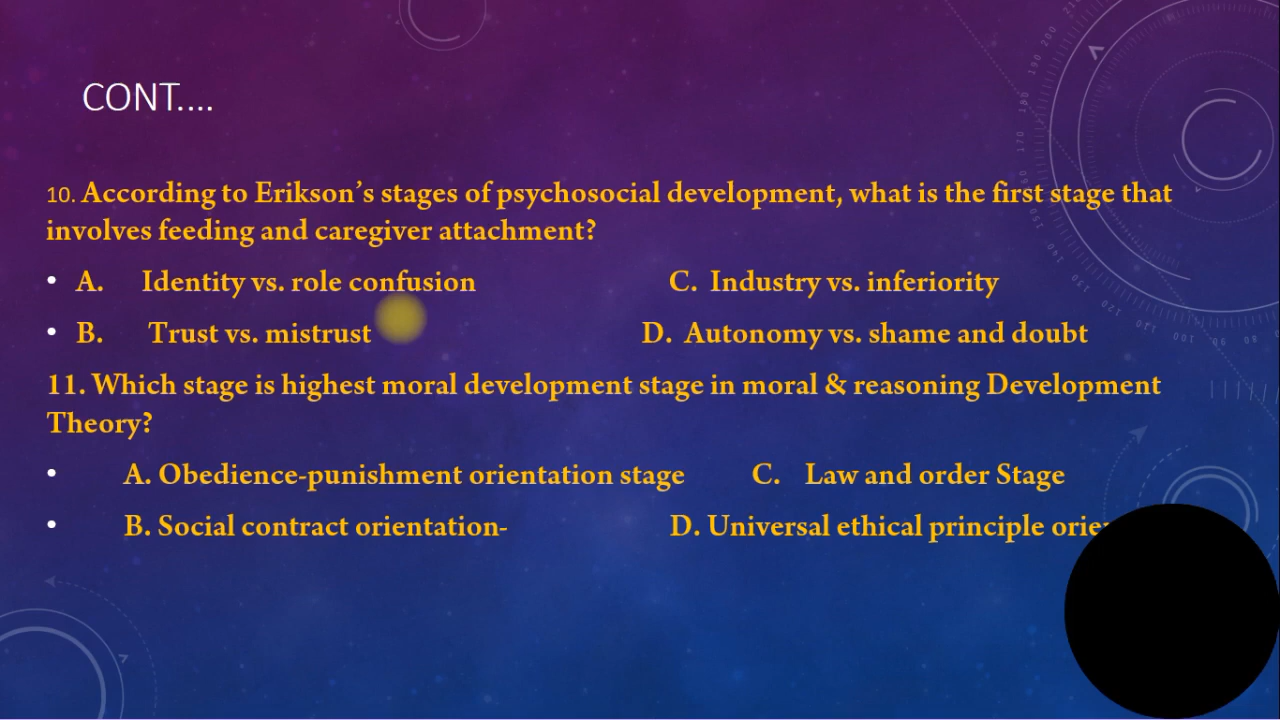 CONT....
10. According to Erikson's stages of psychosocial development, what is the first stage that
involves feeding and caregiver attachment?
• A. Identity vs. role confusion C. Industry vs. inferiority
• B. Trust vs. mistrust D. Autonomy vs. shame and doubt
11. Which stage is highest moral development stage in moral & reasoning Development
Theory?
• A. Obedience-punishment orientation stage C. Law and order Stage
• B. Social contract orientation- D. Universal ethical principle